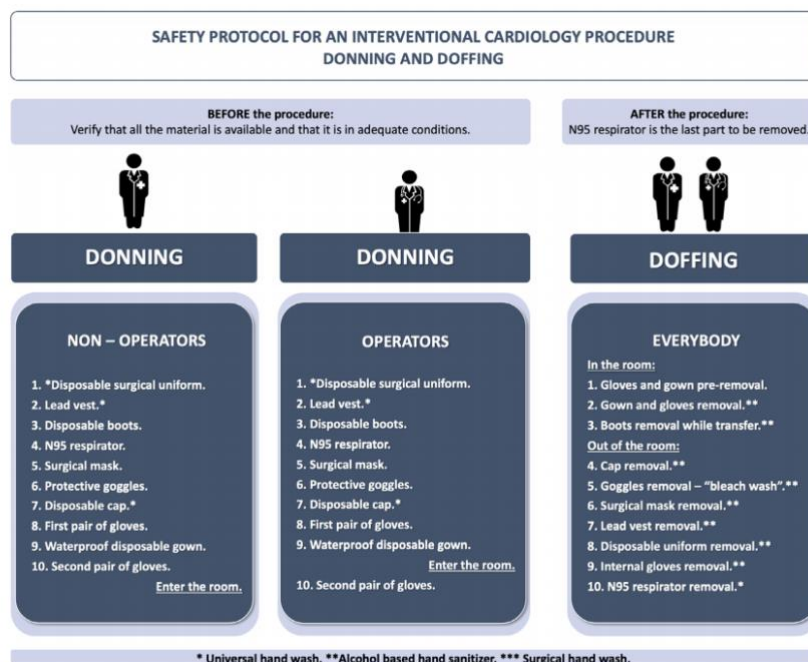 SAFETY PROTOCOL FOR AN INTERVENTIONAL CARDIOLOGY PROCEDURE
DONNING AND DOFFING
BEFORE the procedure:
Verify that all the material is available and that it is in adequate conditions.
AFTER the procedure:
N95 respirator is the last part to be removed.
DONNING
NON – OPERATORS
1. *Disposable surgical uniform.
2. Lead vest.*
3. Disposable boots.
4. N95 respirator.
5. Surgical mask.
6. Protective goggles.
7. Disposable cap.*
8. First pair of gloves.
9. Waterproof disposable gown.
10. Second pair of gloves.
Enter the room.
DONNING
OPERATORS
1. *Disposable surgical uniform.
2. Lead vest.*
3. Disposable boots.
4. N95 respirator.
5. Surgical mask.
6. Protective goggles.
7. Disposable cap.*
8. First pair of gloves.
9. Waterproof disposable gown.
Enter the room.
10. Second pair of gloves.
DOFFING
EVERYBODY
In the room:
1. Gloves and gown pre-removal.
2. Gown and gloves removal.**
3. Boots removal while transfer.**
Out of the room:
4. Cap removal.**
5. Goggles removal – “bleach wash”.**
6. Surgical mask removal.**
7. Lead vest removal.**
8. Disposable uniform removal.**
9. Internal gloves removal.**
10. N95 respirator removal.*
* Universal hand wash. **Alcohol based hand sanitizer. *** Surgical hand wash.